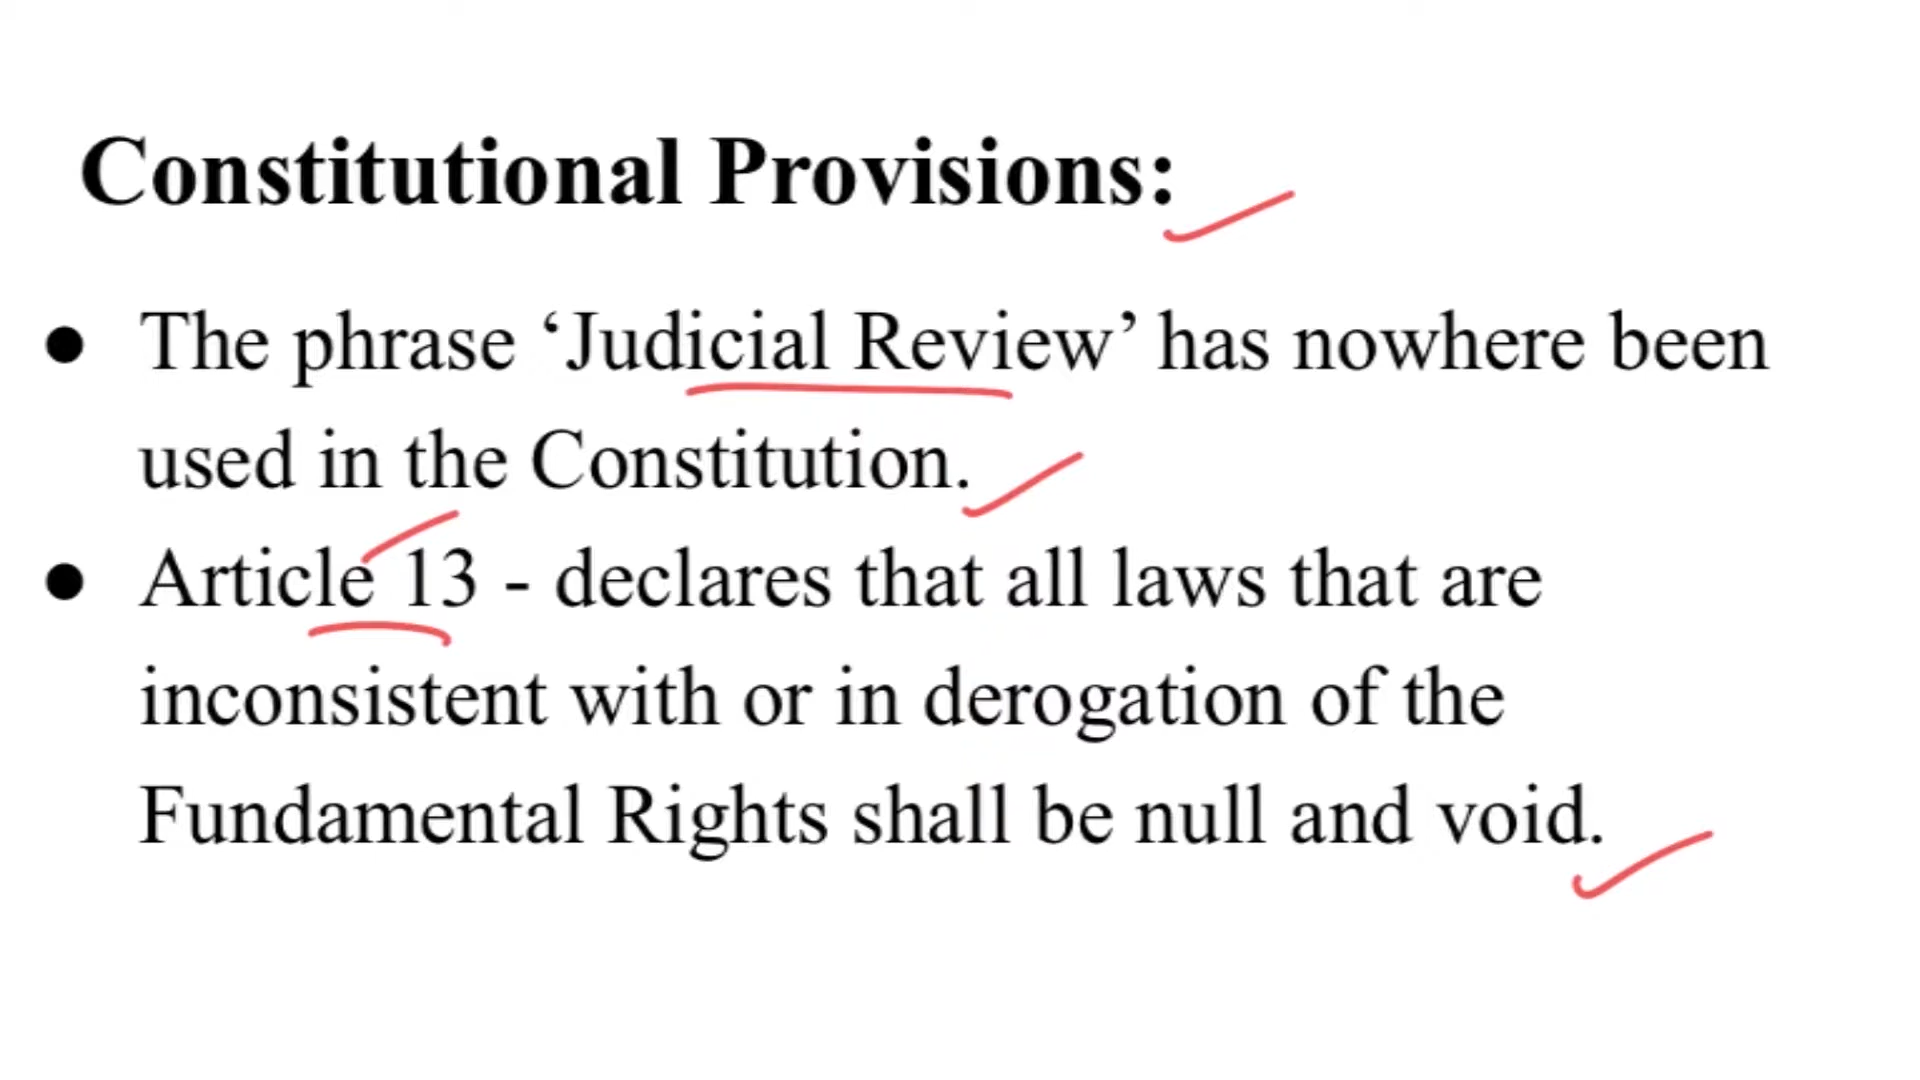 Constitutional Provisions:
● The phrase ‘Judicial Review’ has nowhere been
used in the Constitution.
● Article 13 - declares that all laws that are
inconsistent with or in derogation of the
Fundamental Rights shall be null and void.